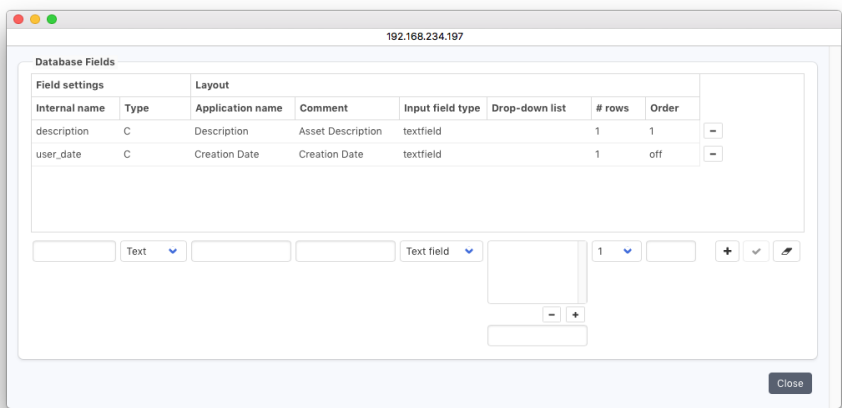 192.168.234.197
Database Fields
Field settings Layout
Internal name Type Application name Comment Input field type Drop-down list # rows Order
description C Description Asset Description textfield 1 1
user_date C Creation Date Creation Date textfield 1 off
Text Text field 1
Close